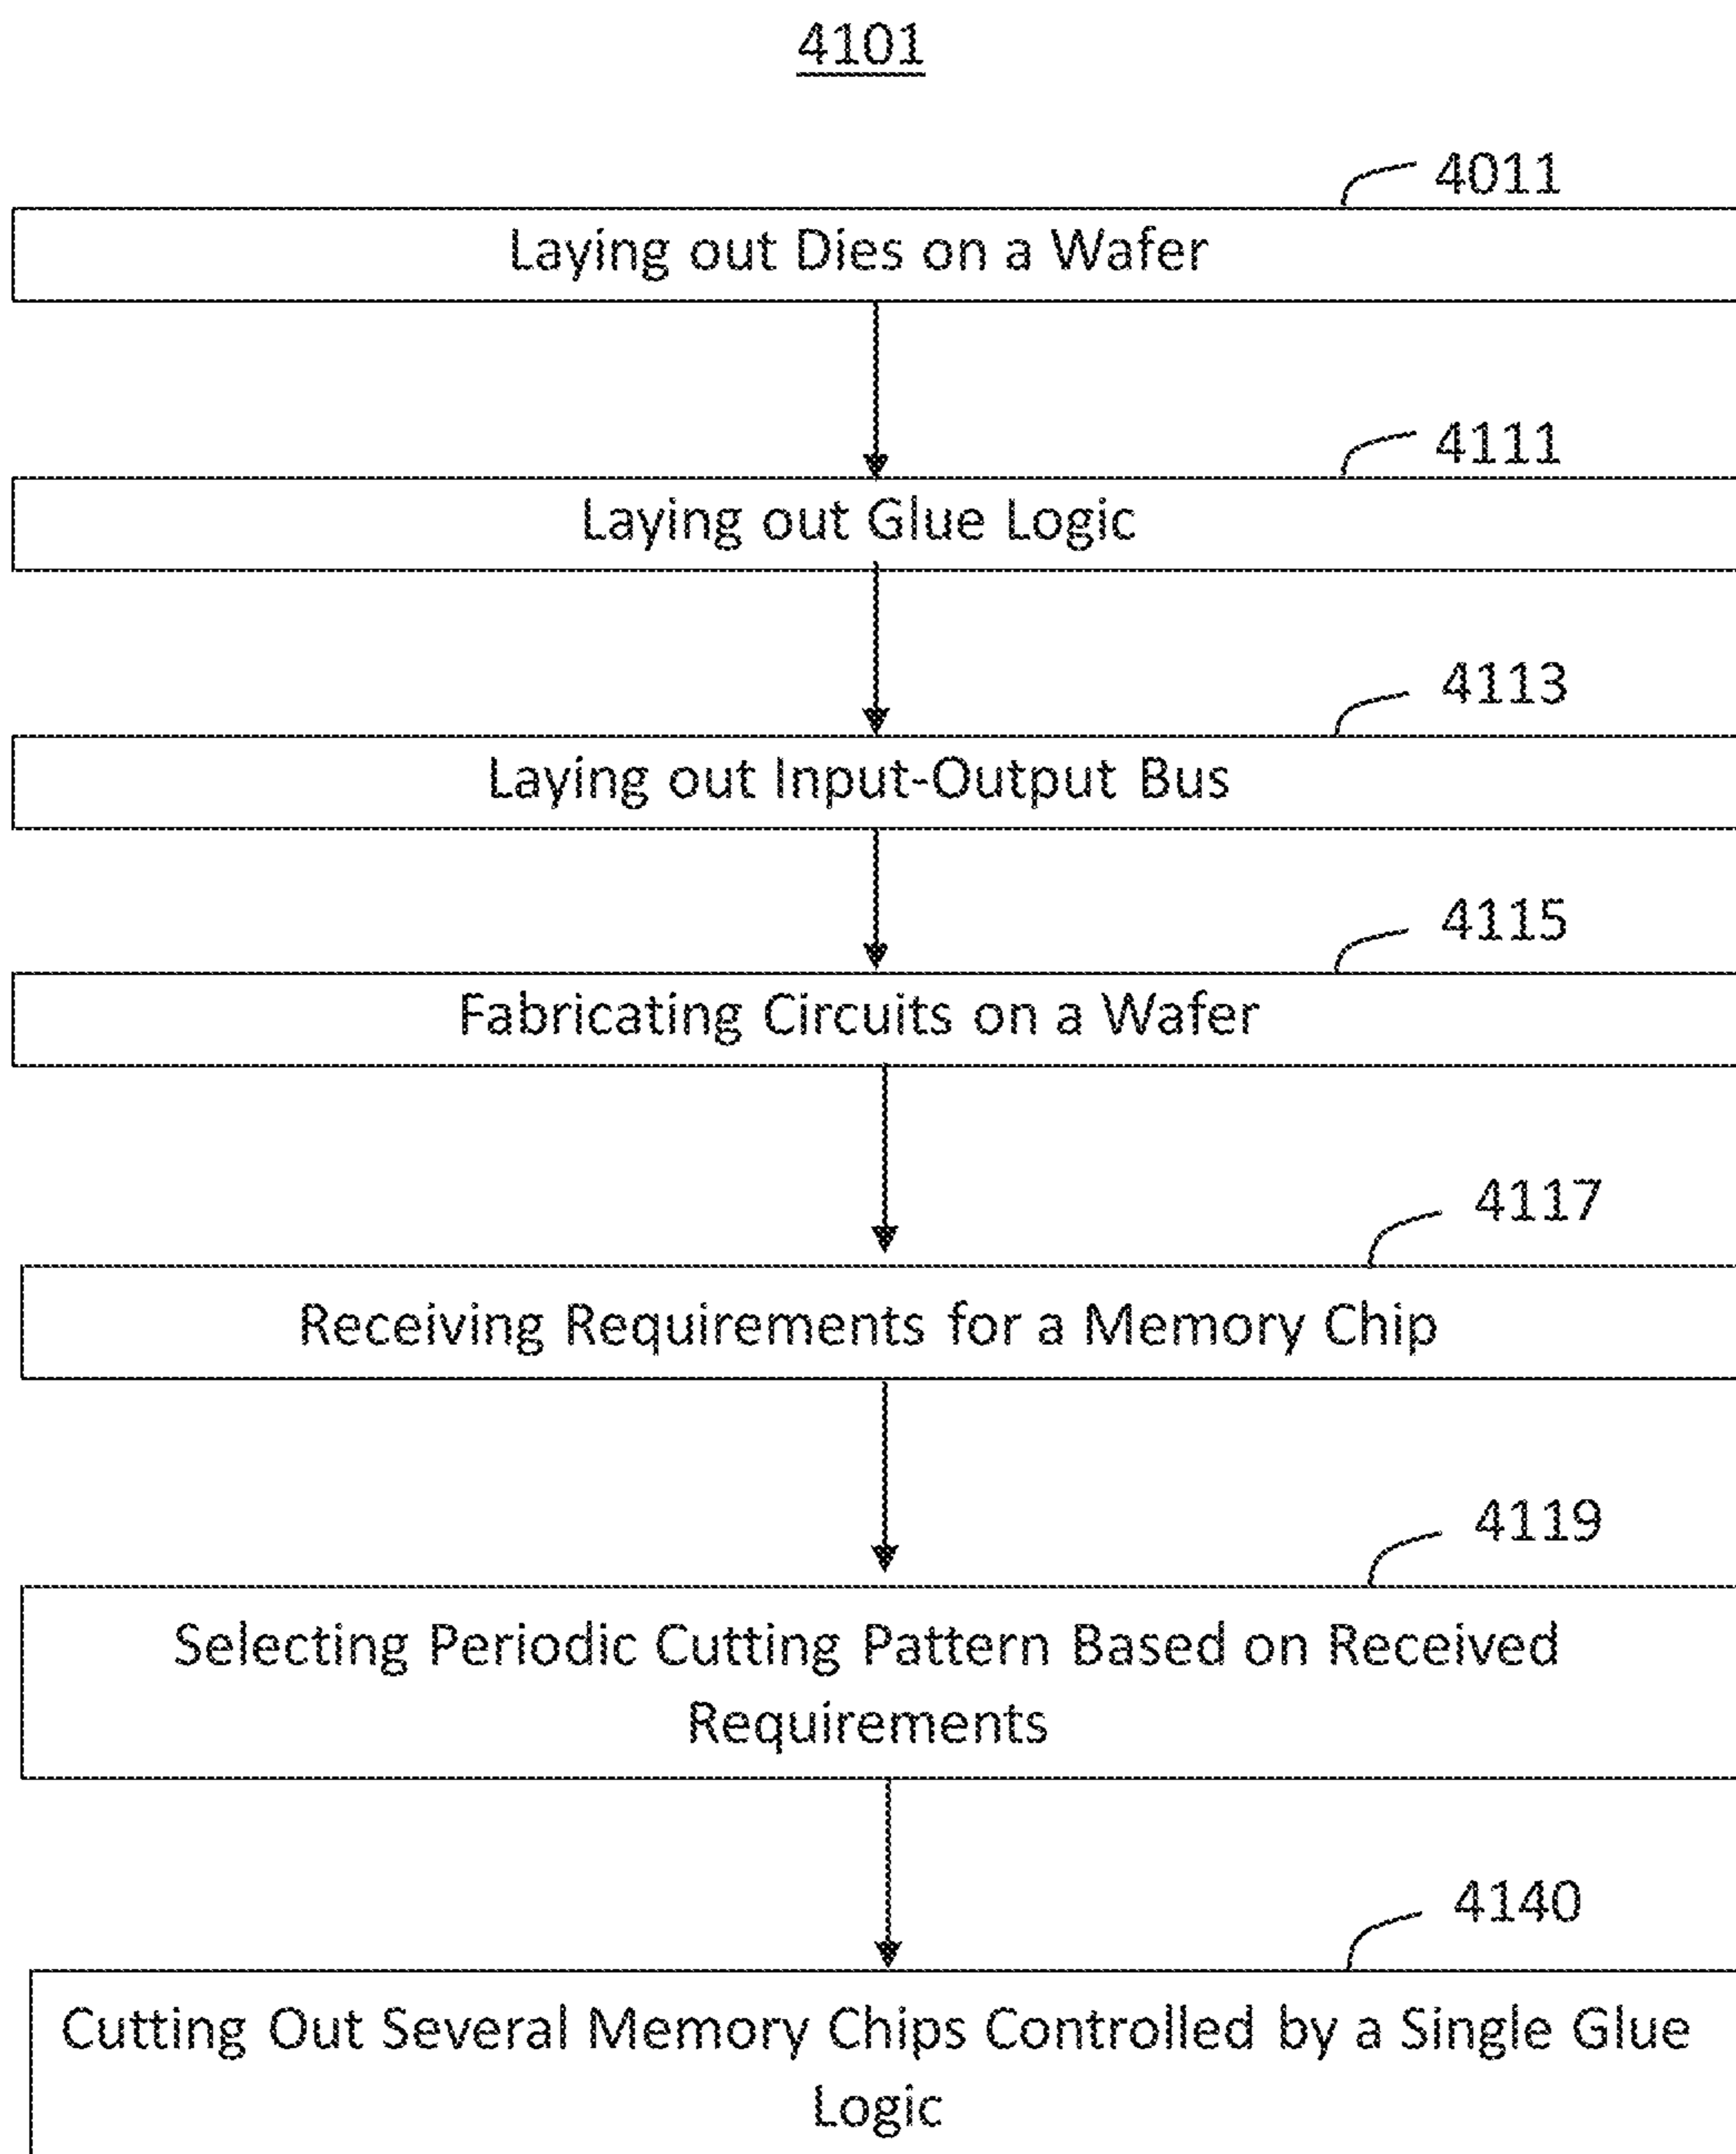 4101
4011
Laying out Dies on a Wafer
4111
Laying out Glue Logic
4113
Laying out Input-Output Bus
4115
Fabricating Circuits on a Wafer
4117
Receiving Requirements for a Memory Chip
4119
Selecting Periodic Cutting Pattern Based on Received
Requirements
4140
Cutting Out Several Memory Chips Controlled by a Single Glue
Logic